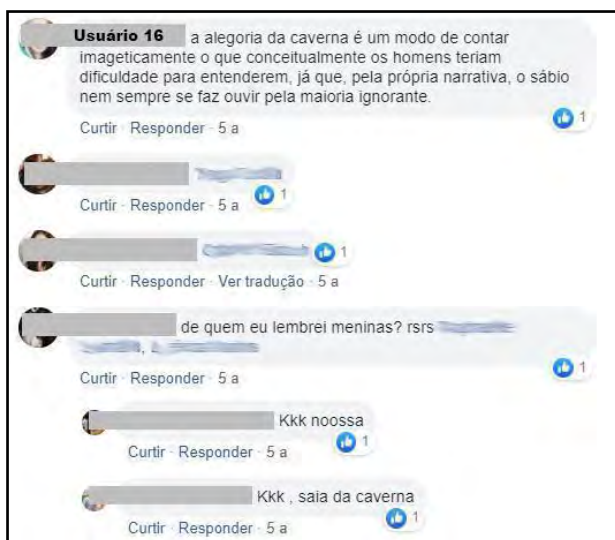 Usuário 16 a alegoria da caverna é um modo de contar
imageticamente o que conceitualmente os homens teriam
dificuldade para entenderem, já que, pela própria narrativa, o sábio
nem sempre se faz ouvir pela maioria ignorante.
Curtir · Responder · 5 a 1
1
Curtir · Responder · 5 a
1
Curtir · Responder · Ver tradução · 5 a
de quem eu lembrei meninas? rsrs
Curtir · Responder · 5 a 1
Kkk noossa
Curtir · Responder · 5 a 1
Kkk , saia da caverna
Curtir · Responder · 5 a 1